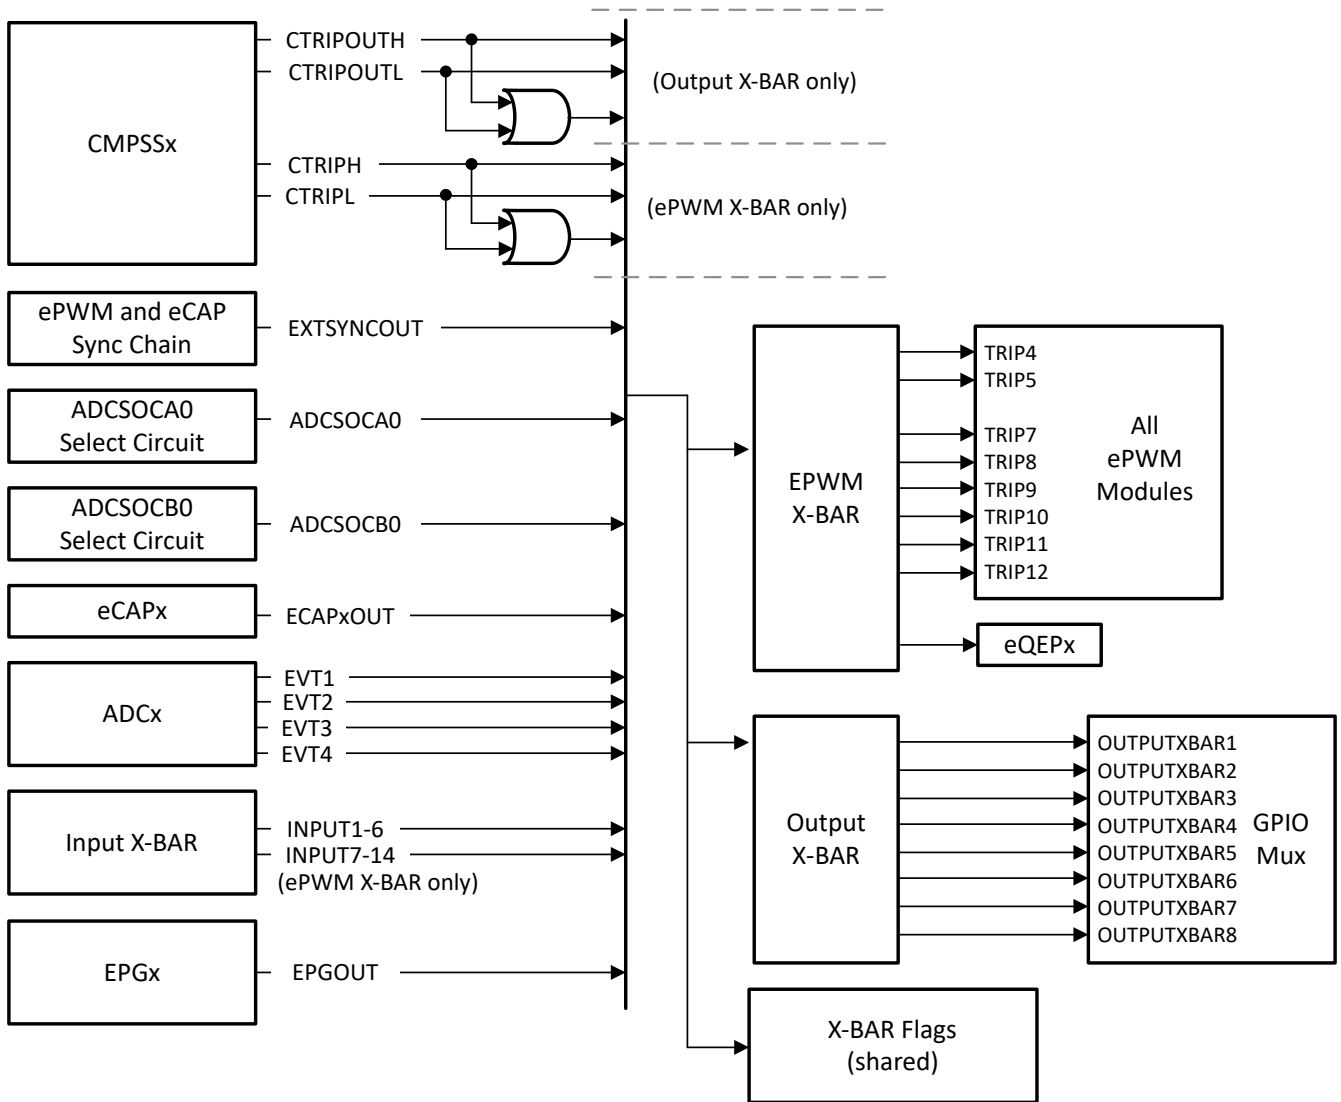 CMPSSx
CTRIPOUTH
CTRIPOUTL
(Output X-BAR only)
CTRIPH
CTRIPL
(ePWM X-BAR only)
ePWM and eCAP
Sync Chain
EXTSYNCOUT
ADCSOCA0
Select Circuit
ADCSOCA0
ADCSOCB0
Select Circuit
ADCSOCB0
eCAPx
ECAPxOUT
ADCx
EVT1
EVT2
EVT3
EVT4
Input X-BAR
INPUT1-6
INPUT7-14
(ePWM X-BAR only)
EPGx
EPGOUT
EPWM
X-BAR
TRIP4
TRIP5
TRIP7
TRIP8
TRIP9
TRIP10
TRIP11
TRIP12
All
ePWM
Modules
eQEPx
Output
X-BAR
OUTPUTXBAR1
OUTPUTXBAR2
OUTPUTXBAR3
OUTPUTXBAR4
OUTPUTXBAR5
OUTPUTXBAR6
OUTPUTXBAR7
OUTPUTXBAR8
GPIO
Mux
X-BAR Flags
(shared)